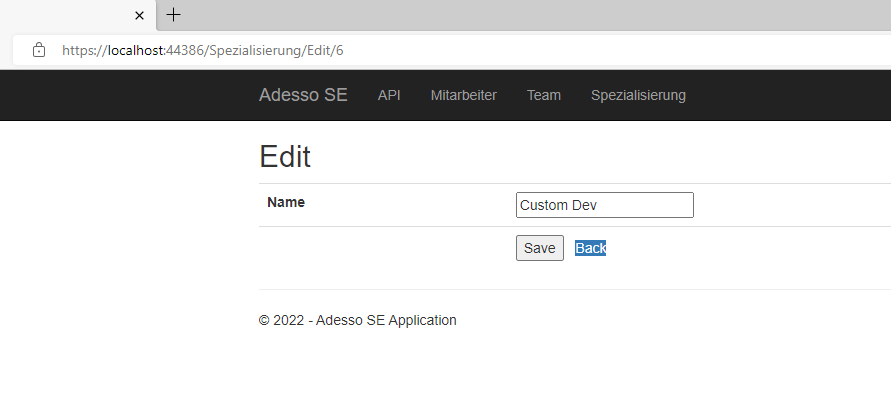 https://localhost:44386/Spezialisierung/Edit/6
Adesso SE API Mitarbeiter Team Spezialisierung
Edit
Name Custom Dev
Save Back
© 2022 - Adesso SE Application